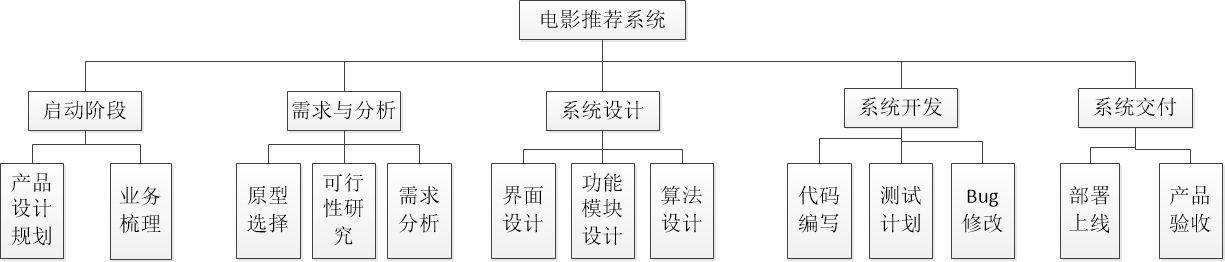 电影推荐系统
启动阶段
需求与分析
系统设计
系统开发
系统交付
产品
设计
规划
业务
梳理
原型
选择
可行
性研
究
需求
分析
界面
设计
功能
模块
设计
算法
设计
代码
编写
测试
计划
Bug
修改
部署
上线
产品
验收